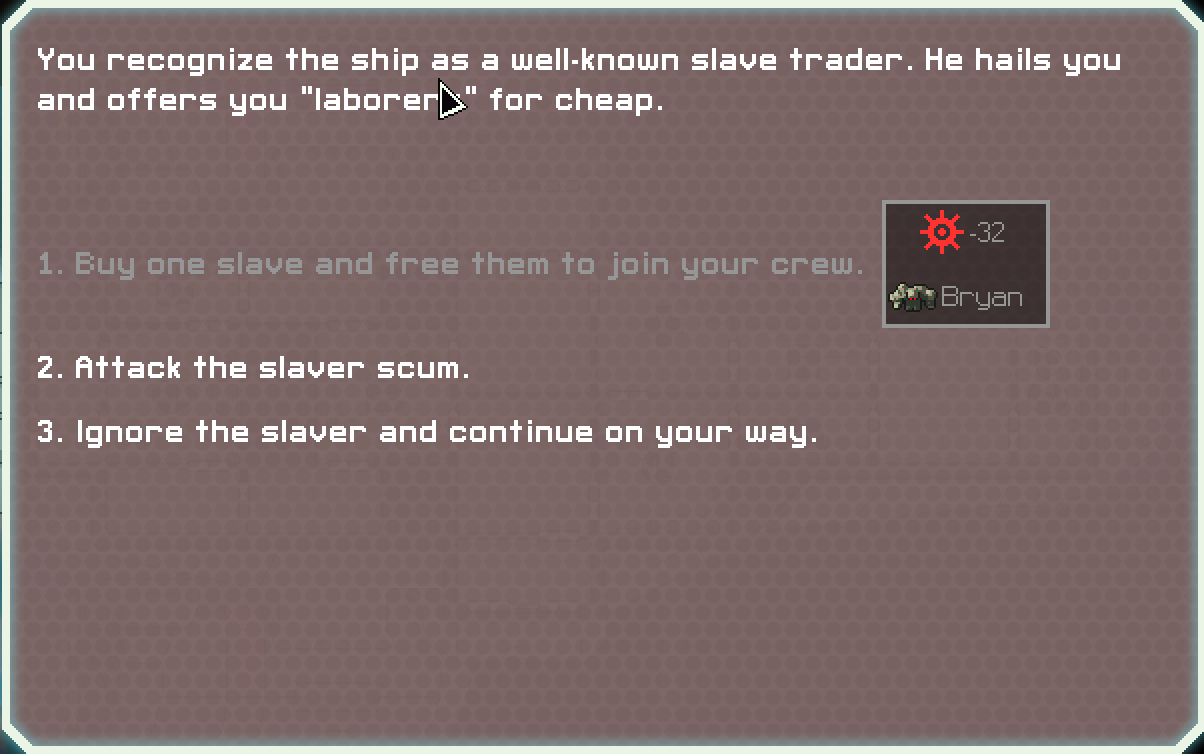 You recognize the ship as a well-known slave trader. He hails you
and offers you "laborer " for cheap.
1. Buy one slave and free them to join your crew.
-32
Bryan
2. Attack the slaver scum.
3. Ignore the slaver and continue on your way.